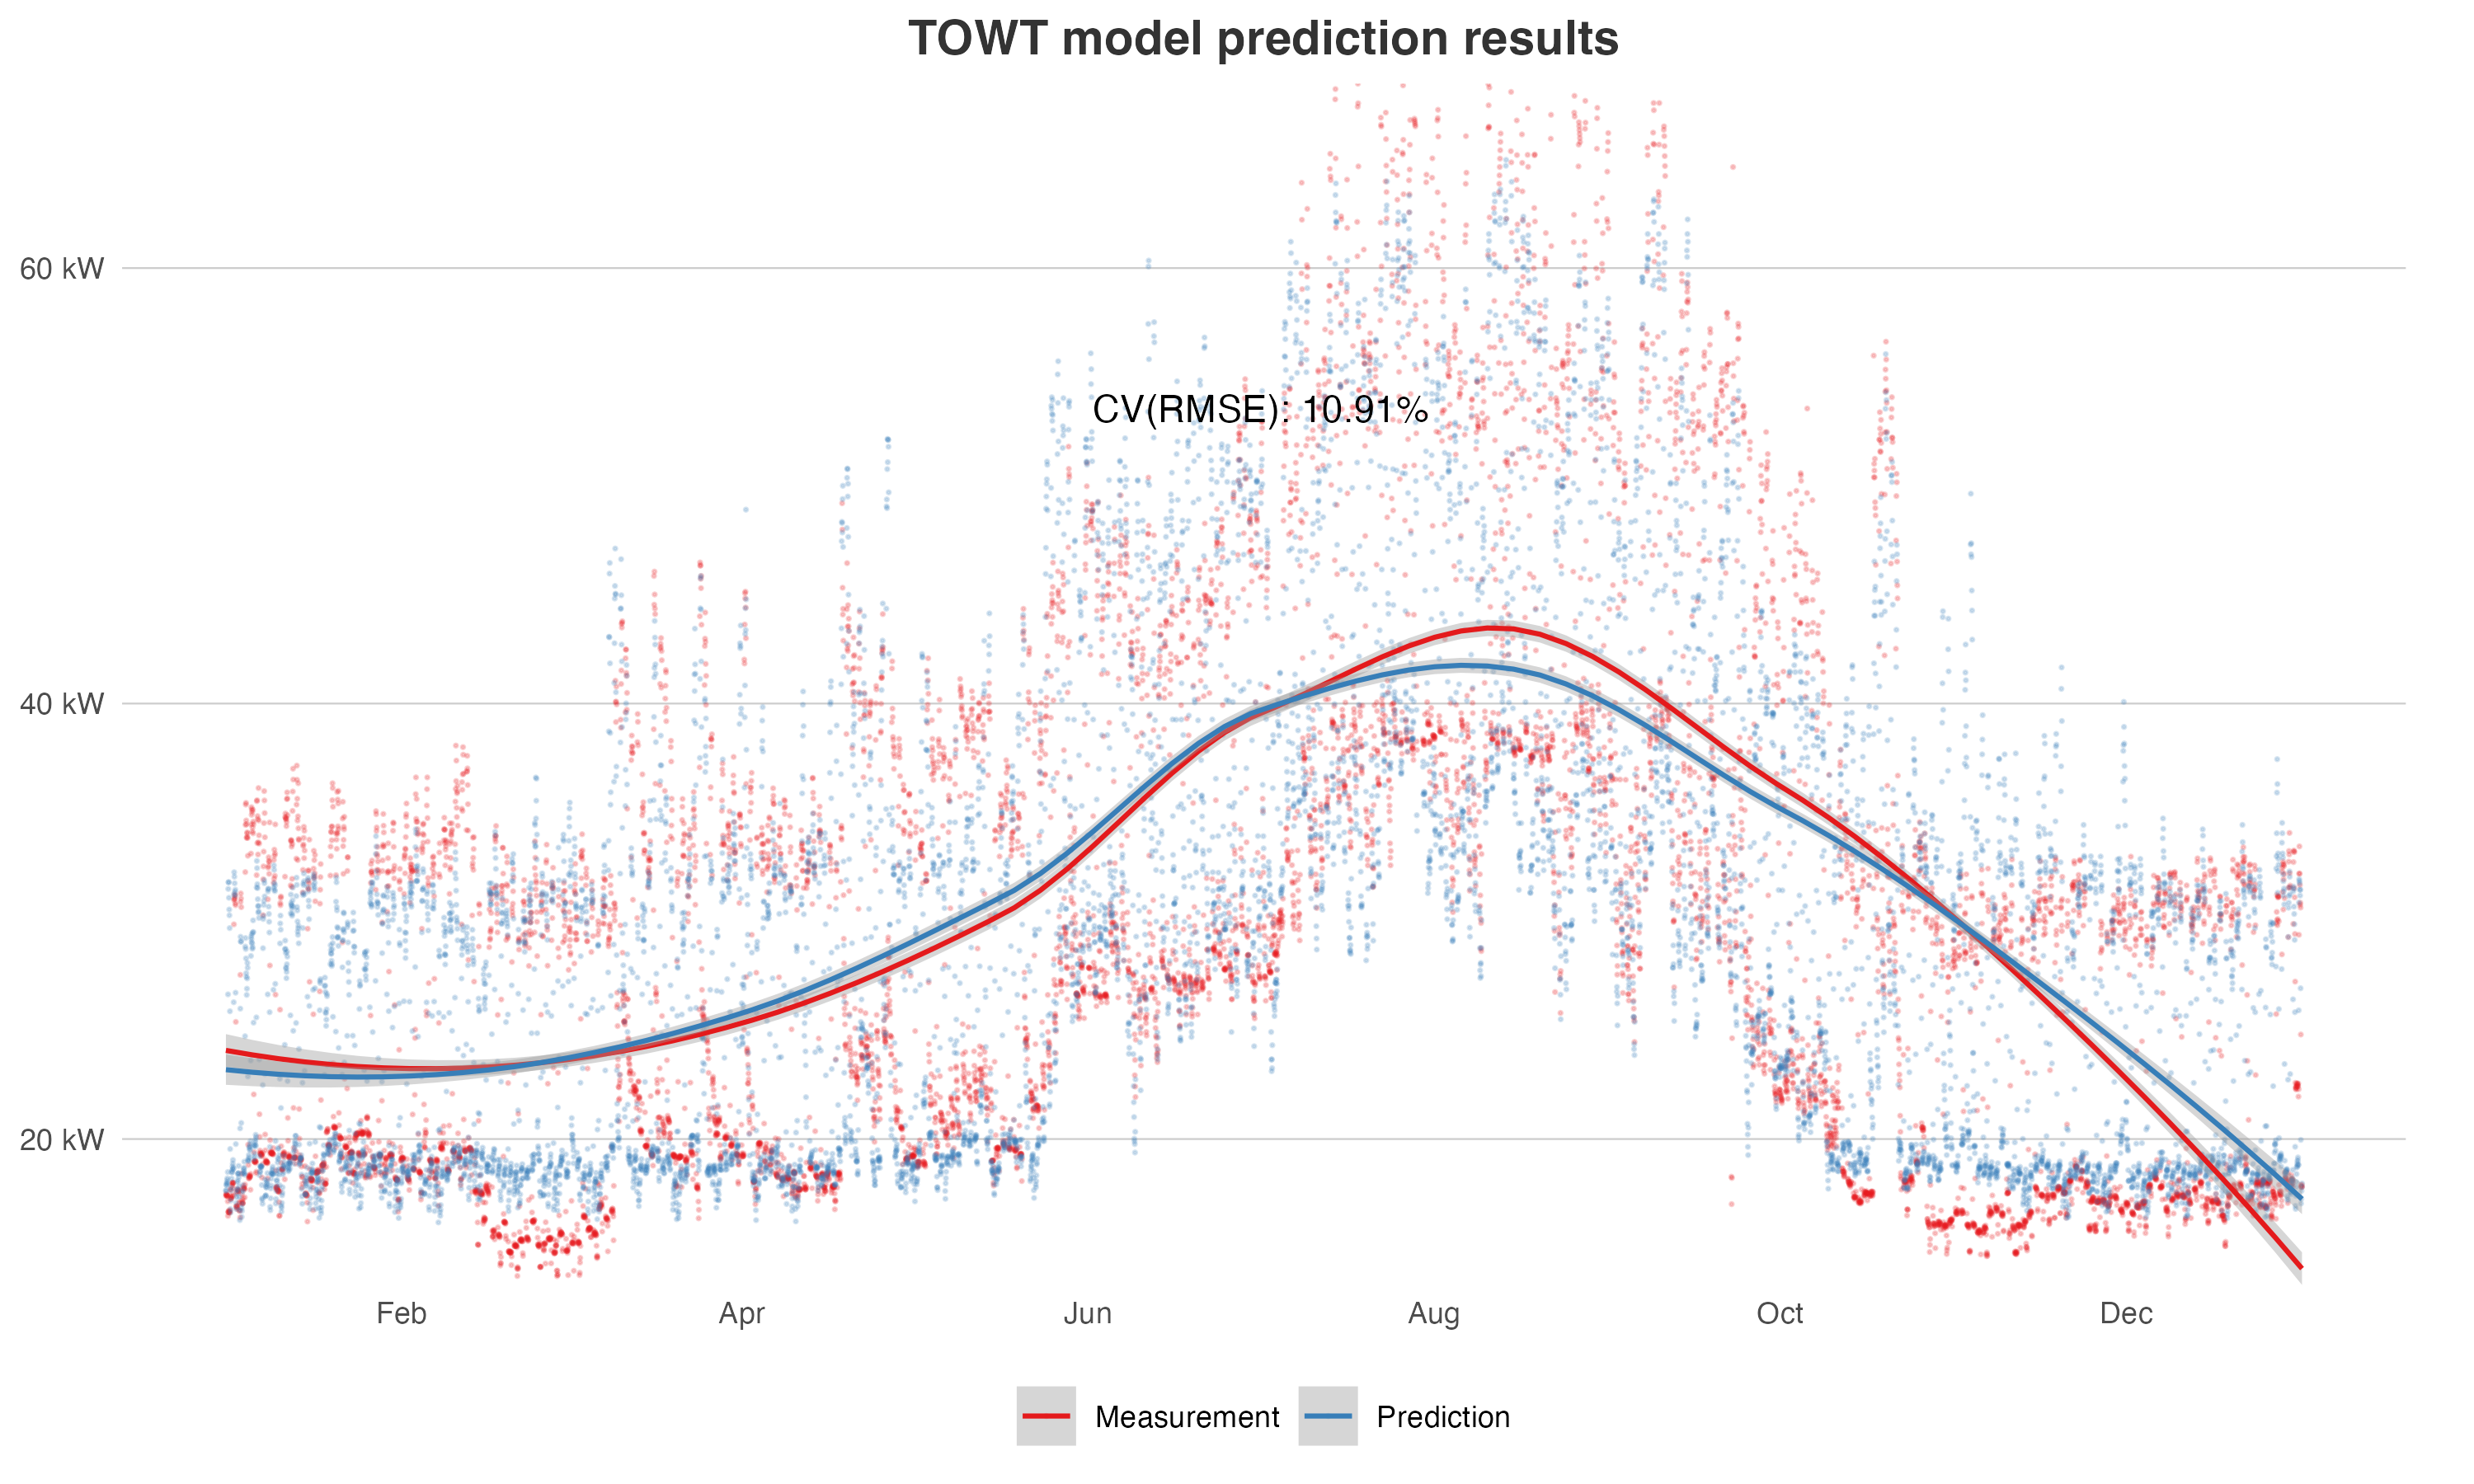 TOWT model prediction results
60 kW
CV(RMSE): 10.91%
40 kW
20 kW
Feb Apr Jun Aug Oct Dec
Measurement Prediction